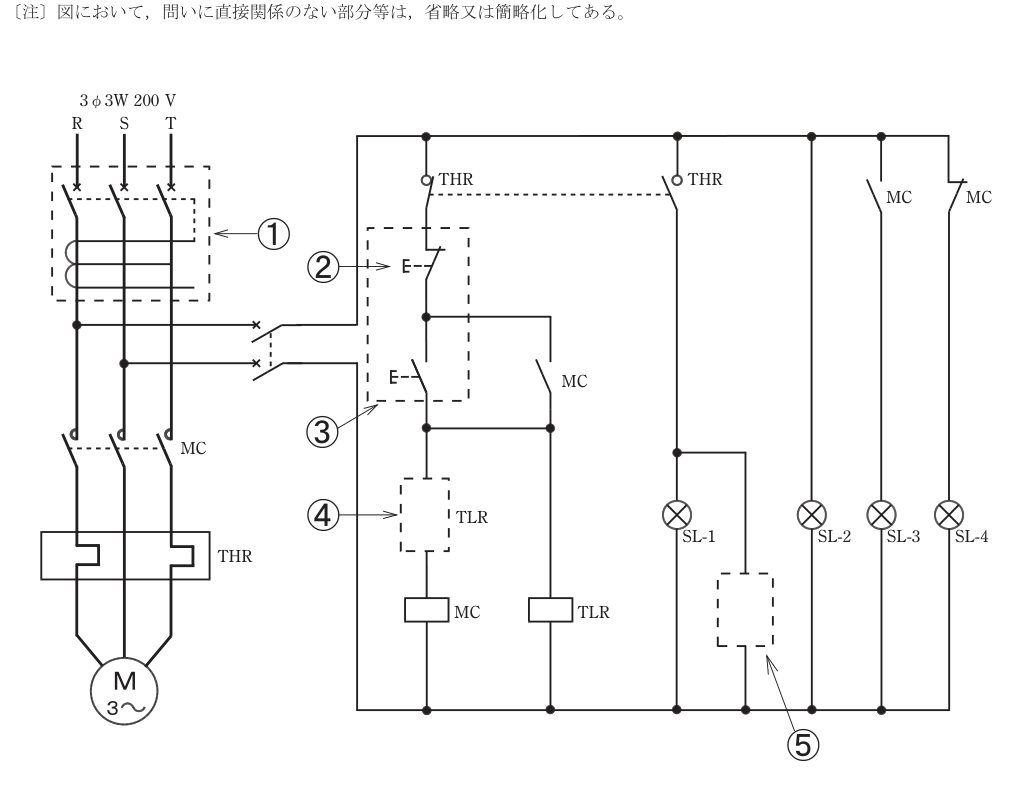 〔注〕図において，問いに直接関係のない部分等は，省略又は簡略化してある。
3φ3W 200 V
R S T
THR THR
MC MC
①
②
MC
③
MC
④
TLR
SL-1 SL-2 SL-3 SL-4
THR
MC TLR
M
3〜
⑤